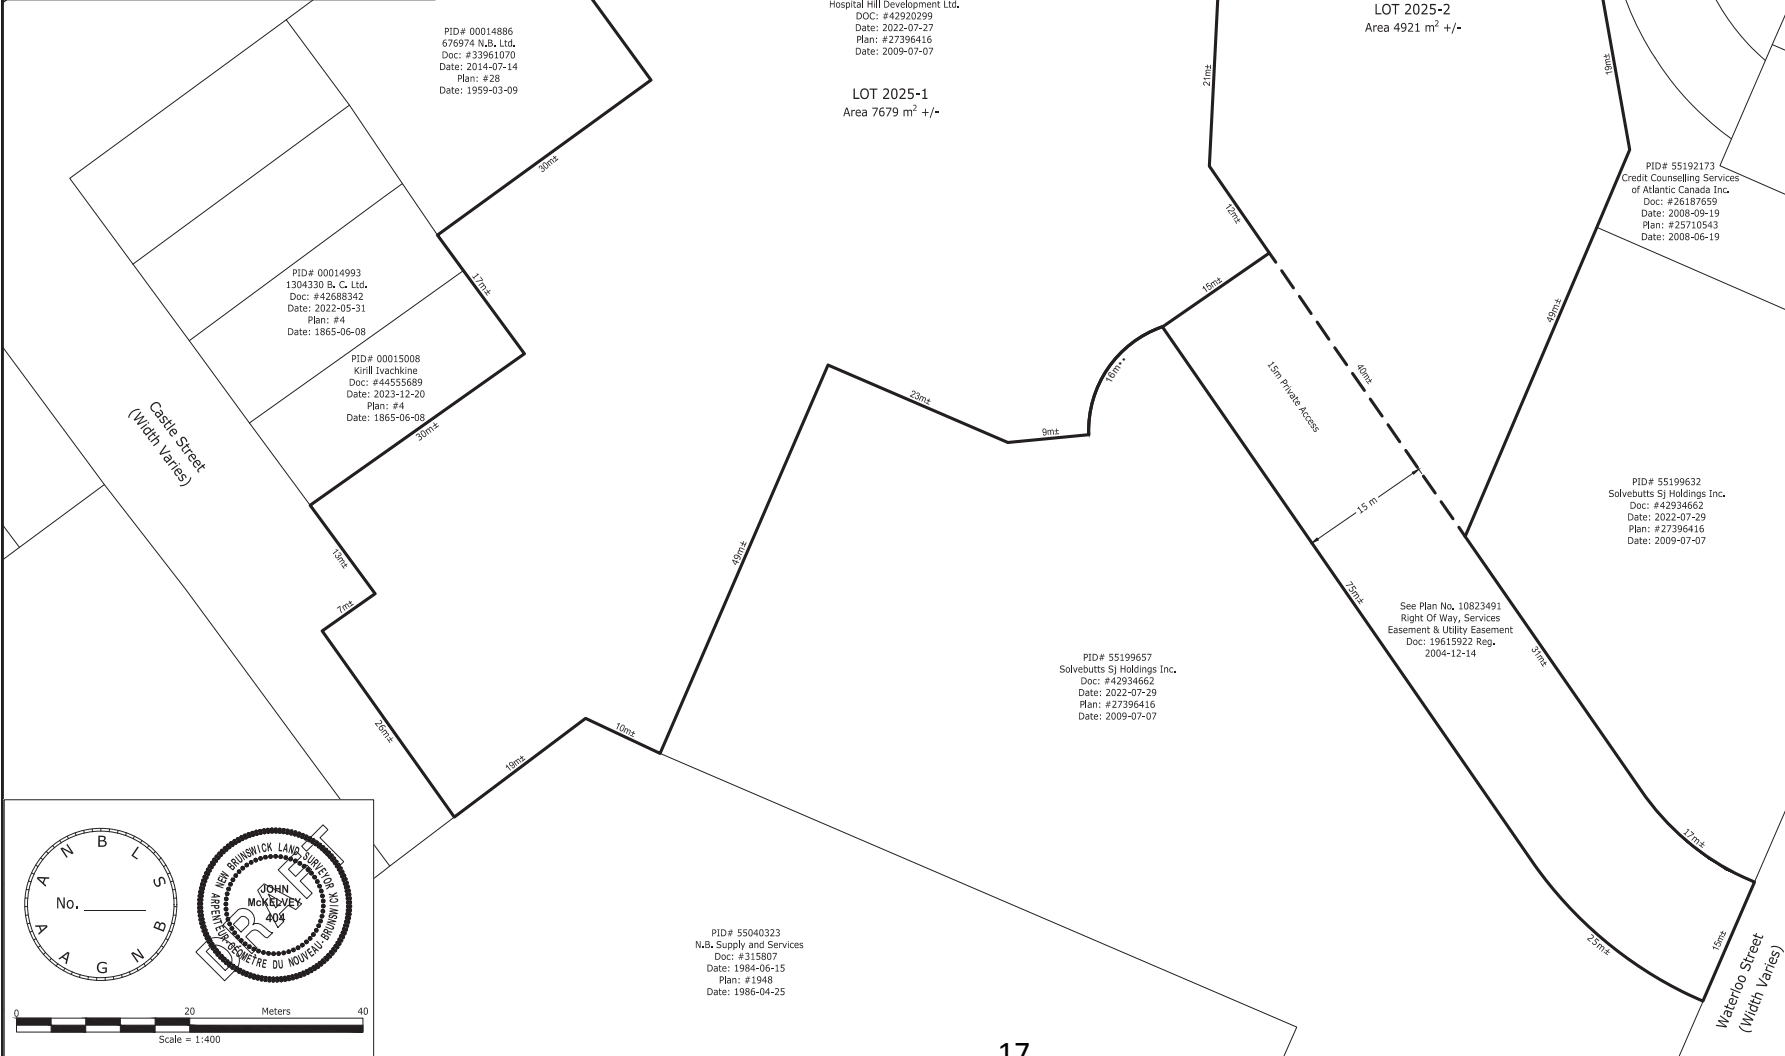 Hospital Hill Development Ltd.
DOC: #42920299
Date: 2022-07-27
Plan: #27396416
Date: 2009-07-07
LOT 2025-1
Area 7679 m² +/-
LOT 2025-2
Area 4921 m² +/-
PID# 00014886
676974 N.B. Ltd.
Doc: #33961070
Date: 2014-07-14
Plan: #28
Date: 1959-03-09
21m±
19m±
30m±
PID# 55192173
Credit Counselling Services
of Atlantic Canada Inc.
Doc: #26187659
Date: 2008-09-19
Plan: #25710543
Date: 2008-06-19
12m±
17m±
15m±
PID# 00014993
1304330 B. C. Ltd.
Doc: #42688342
Date: 2022-05-31
Plan: #4
Date: 1865-06-08
49m±
PID# 00015008
Kirill Ivachkine
Doc: #44555689
Date: 2023-12-20
Plan: #4
Date: 1865-06-08
30m±
Castle Street
(Width Varies)
23m±
9m±
16m**
15m Private Access
40m±
15 m
PID# 55199632
Solvebutts Sj Holdings Inc.
Doc: #42934662
Date: 2022-07-29
Plan: #27396416
Date: 2009-07-07
13m±
7m±
49m±
75m±
See Plan No. 10823491
Right Of Way, Services
Easement & Utility Easement
Doc: 19615922 Reg.
2004-12-14
31m±
PID# 55199657
Solvebutts Sj Holdings Inc.
Doc: #42934662
Date: 2022-07-29
Plan: #27396416
Date: 2009-07-07
26m±
19m±
10m±
17m±
25m±
15m±
Waterloo Street
(Width Varies)
PID# 55040323
N.B. Supply and Services
Doc: #315807
Date: 1984-06-15
Plan: #1948
Date: 1986-04-25
A N B L S
No.
A A G N B
NEW BRUNSWICK LAND SURVEYOR
JOHN
McKELVEY
404
ARPENTEUR-GÉOMÈTRE DU NOUVEAU-BRUNSWICK
DRAFT
0 20 Meters 40
Scale = 1:400
17